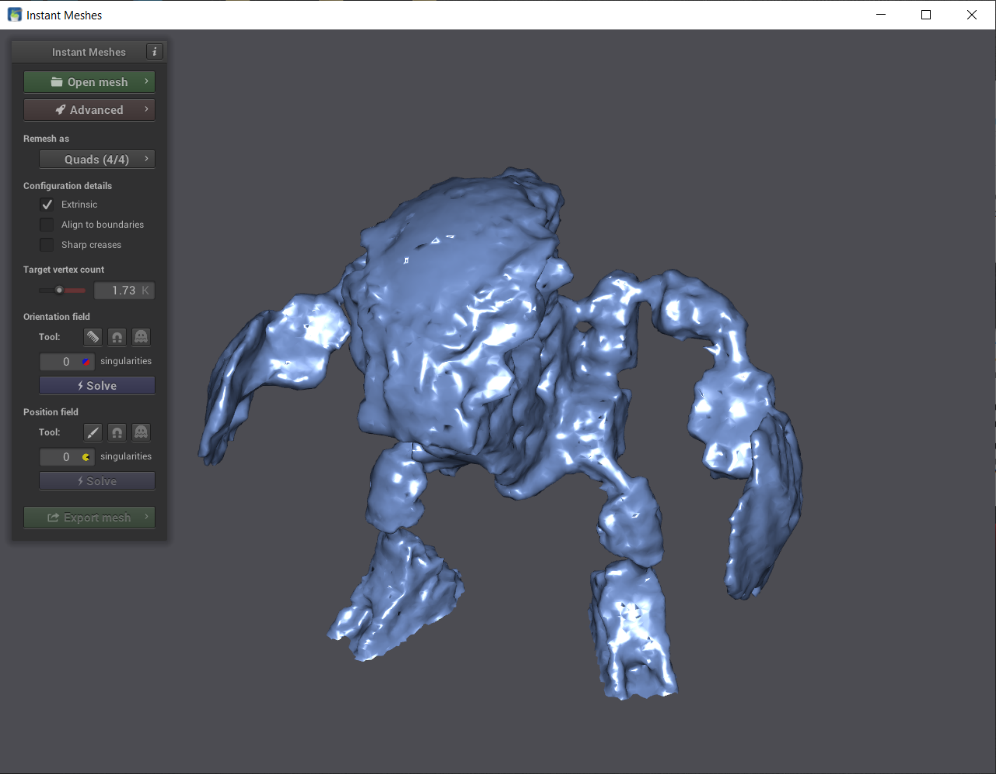 Instant Meshes
Instant Meshes i
Open mesh
Advanced
Remesh as
Quads (4/4)
Configuration details
Extrinsic
Align to boundaries
Sharp creases
Target vertex count
1.73 K
Orientation field
Tool:
0 singularities
Solve
Position field
Tool:
0 singularities
Solve
Export mesh